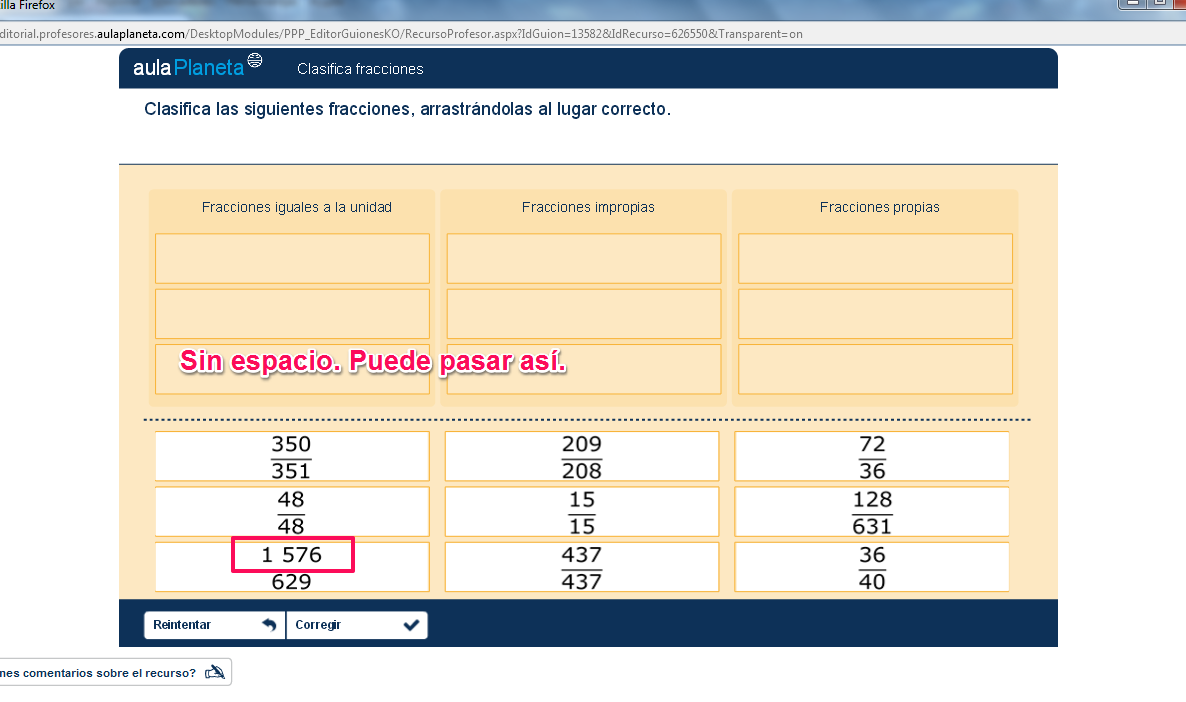 illa Firefox
ditorial.profesores.aulaplaneta.com/DesktopModules/PPP_EditorGuionesKO/RecursoProfesor.aspx?IdGuion=13582&IdRecurso=626550&Transparent=on
aulaPlaneta Clasifica fracciones
Clasifica las siguientes fracciones, arrastrándolas al lugar correcto.
Fracciones iguales a la unidad Fracciones impropias Fracciones propias
Sin espacio. Puede pasar así.
350 209 72
351 208 36
48 15 128
48 15 631
1 576 437 36
629 437 40
Reintentar Corregir
nes comentarios sobre el recurso?